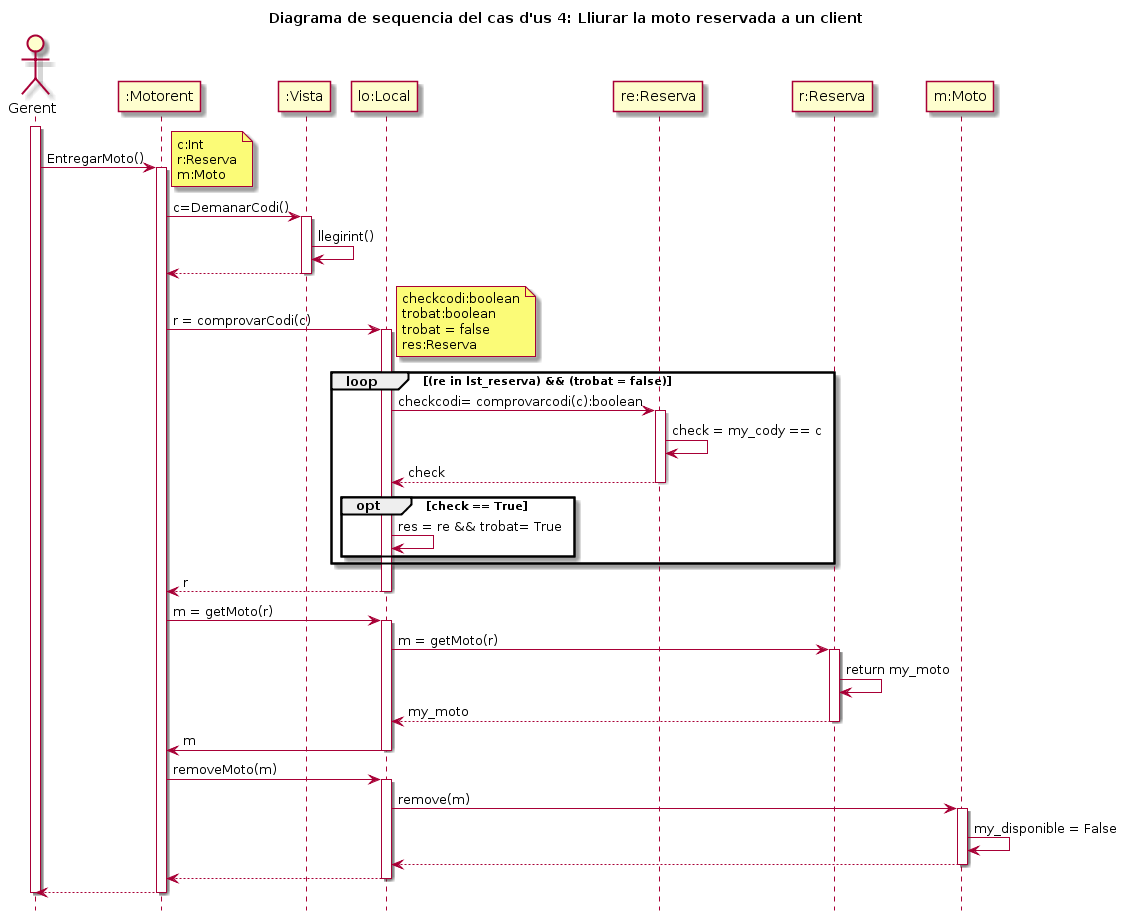 Diagrama de sequencia del cas d'us 4: Lliurar la moto reservada a un client
Gerent
:Motorent
:Vista
lo:Local
re:Reserva
r:Reserva
m:Moto
EntregarMoto()
c:Int
r:Reserva
m:Moto
c=DemanarCodi()
llegirint()
checkcodi:boolean
trobat:boolean
trobat = false
res:Reserva
r = comprovarCodi(c)
loop
[(re in lst_reserva) && (trobat = false)]
checkcodi= comprovarcodi(c):boolean
check = my_cody == c
check
opt
[check == True]
res = re && trobat= True
r
m = getMoto(r)
m = getMoto(r)
return my_moto
my_moto
m
removeMoto(m)
remove(m)
my_disponible = False